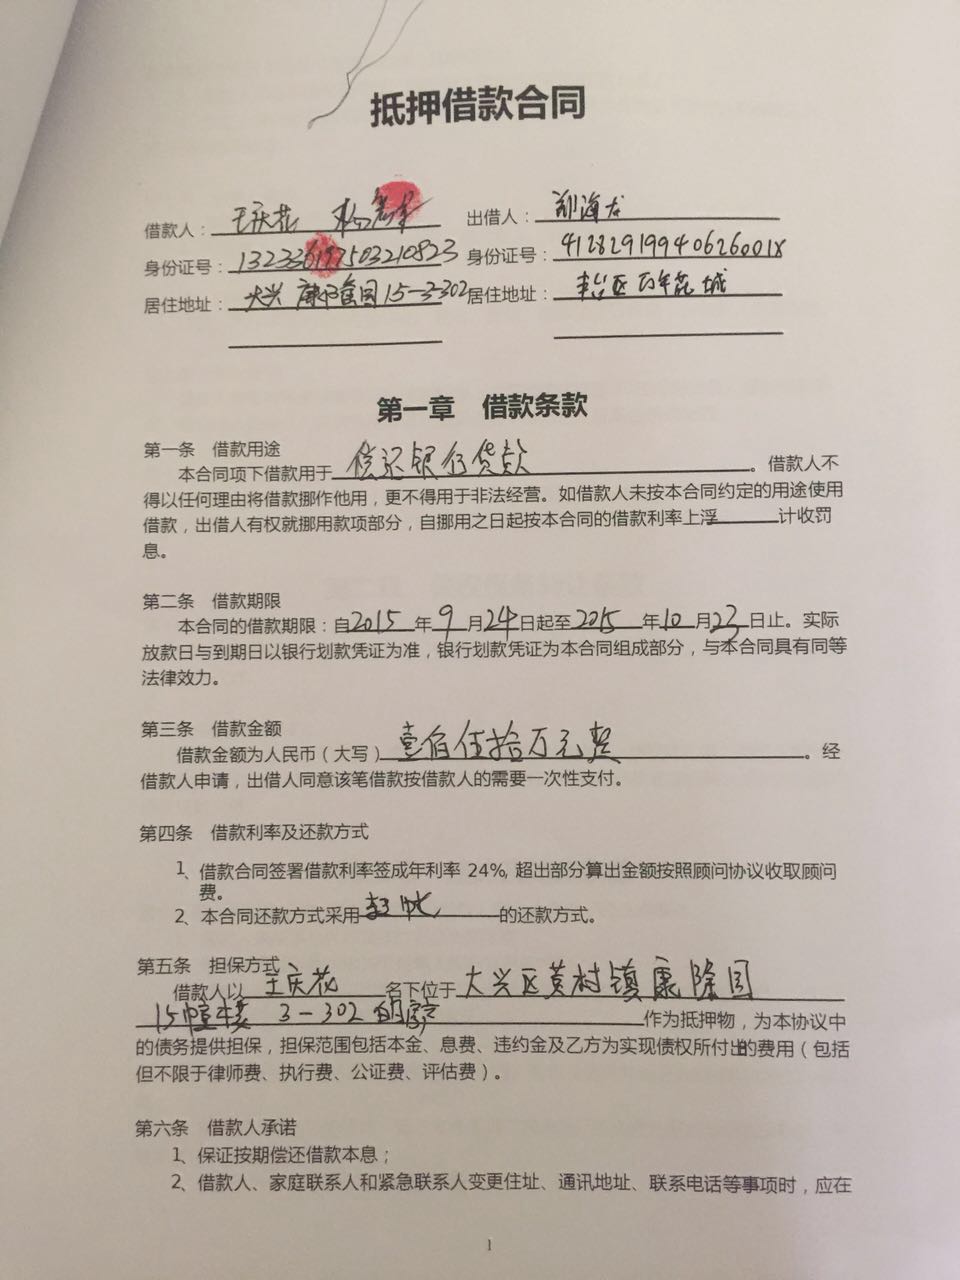 抵押借款合同
借款人：王庆花 杨 出借人：郭海龙
身份证号：132336197503210823 身份证号：412829199406260018
居住地址：大兴 康 园15-3-302 居住地址：丰台区百年 城
第一章 借款条款
第一条 借款用途
本合同项下借款用于 偿还银行贷款 。借款人不
得以任何理由将借款挪作他用，更不得用于非法经营。如借款人未按本合同约定的用途使用
借款，出借人有权就挪用款项部分，自挪用之日起按本合同的借款利率上浮 计收罚
息。
第二条 借款期限
本合同的借款期限：自2015年9月24日起至2015年10月23日止。实际
放款日与到期日以银行划款凭证为准，银行划款凭证为本合同组成部分，与本合同具有同等
法律效力。
第三条 借款金额
借款金额为人民币（大写）壹佰伍拾万元整 。经
借款人申请，出借人同意该笔借款按借款人的需要一次性支付。
第四条 借款利率及还款方式
1、借款合同签署借款利率签成年利率 24%, 超出部分算出金额按照顾问协议收取顾问
费。
2、本合同还款方式采用 的还款方式。
第五条 担保方式
借款人以 王庆花 名下位于 大兴区黄村镇康隆园
15幢楼 3-302 的 作为抵押物，为本协议中
的债务提供担保，担保范围包括本金、息费、违约金及乙方为实现债权所付出的费用（包括
但不限于律师费、执行费、公证费、评估费）。
第六条 借款人承诺
1、保证按期偿还借款本息；
2、借款人、家庭联系人和紧急联系人变更住址、通讯地址、联系电话等事项时，应在
1